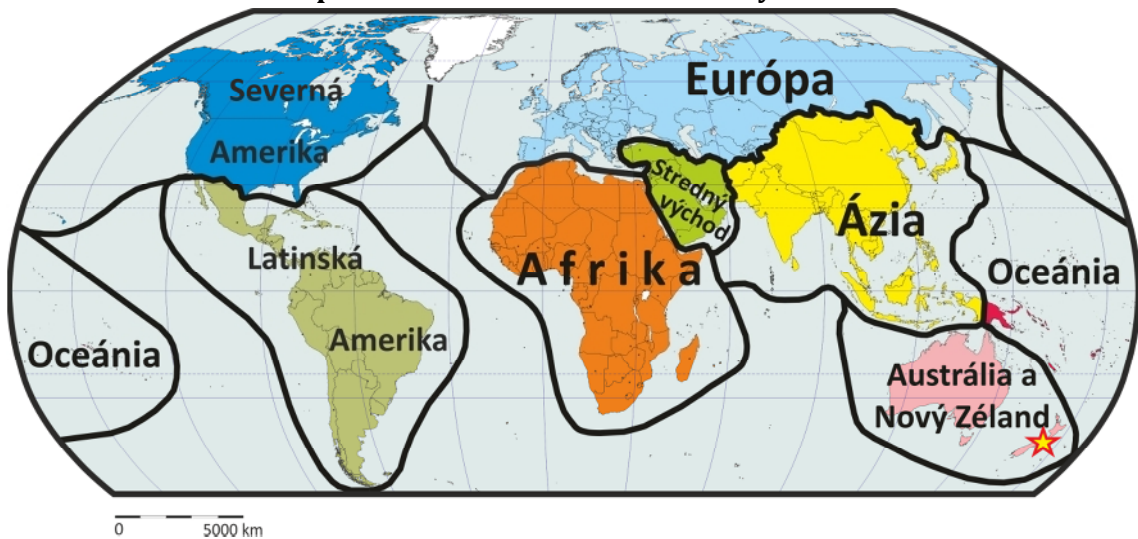 Severná
Amerika
Európa
Stredný
východ
Ázia
Afrika
Latinská
Amerika
Oceánia
Oceánia
Austrália a
Nový Zéland
0 5000 km